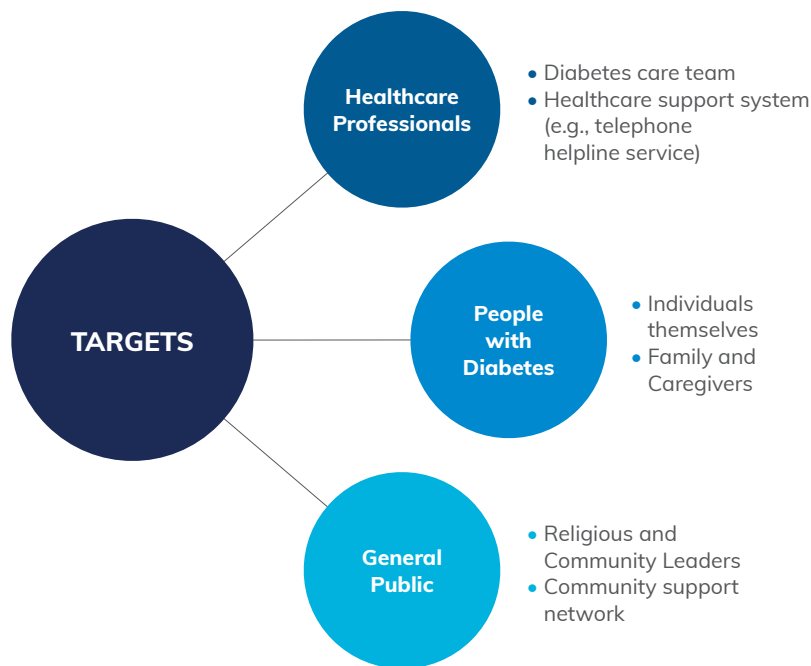 Healthcare
Professionals
• Diabetes care team
• Healthcare support system
(e.g., telephone
helpline service)
TARGETS
People
with
Diabetes
• Individuals
themselves
• Family and
Caregivers
General
Public
• Religious and
Community Leaders
• Community support
network